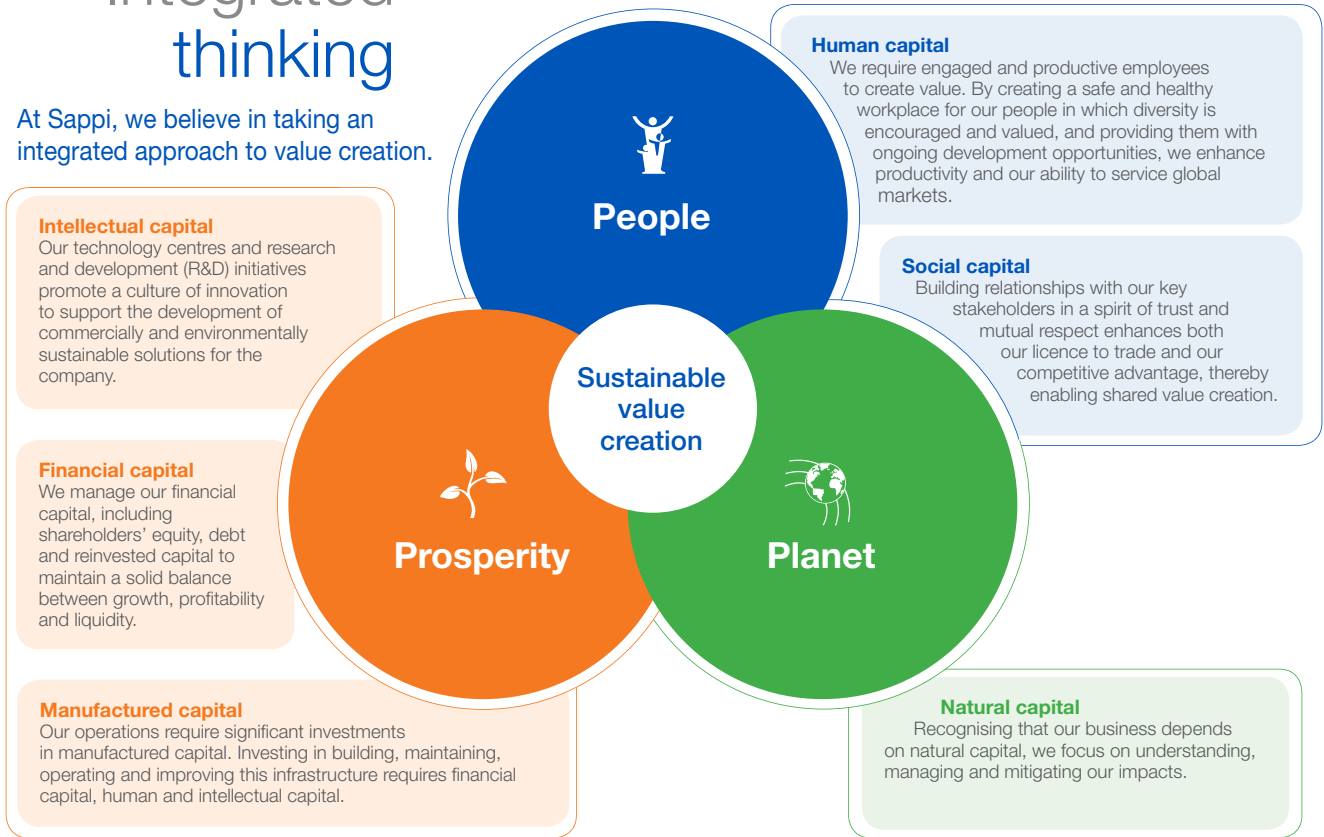 Integrated
thinking
At Sappi, we believe in taking an
integrated approach to value creation.
Intellectual capital
Our technology centres and research
and development (R&D) initiatives
promote a culture of innovation
to support the development of
commercially and environmentally
sustainable solutions for the
company.
Financial capital
We manage our financial
capital, including
shareholders’ equity, debt
and reinvested capital to
maintain a solid balance
between growth, profitability
and liquidity.
Manufactured capital
Our operations require significant investments
in manufactured capital. Investing in building, maintaining,
operating and improving this infrastructure requires financial
capital, human and intellectual capital.
People
Sustainable
value
creation
Prosperity
Planet
Human capital
We require engaged and productive employees
to create value. By creating a safe and healthy
workplace for our people in which diversity is
encouraged and valued, and providing them with
ongoing development opportunities, we enhance
productivity and our ability to service global
markets.
Social capital
Building relationships with our key
stakeholders in a spirit of trust and
mutual respect enhances both
our licence to trade and our
competitive advantage, thereby
enabling shared value creation.
Natural capital
Recognising that our business depends
on natural capital, we focus on understanding,
managing and mitigating our impacts.